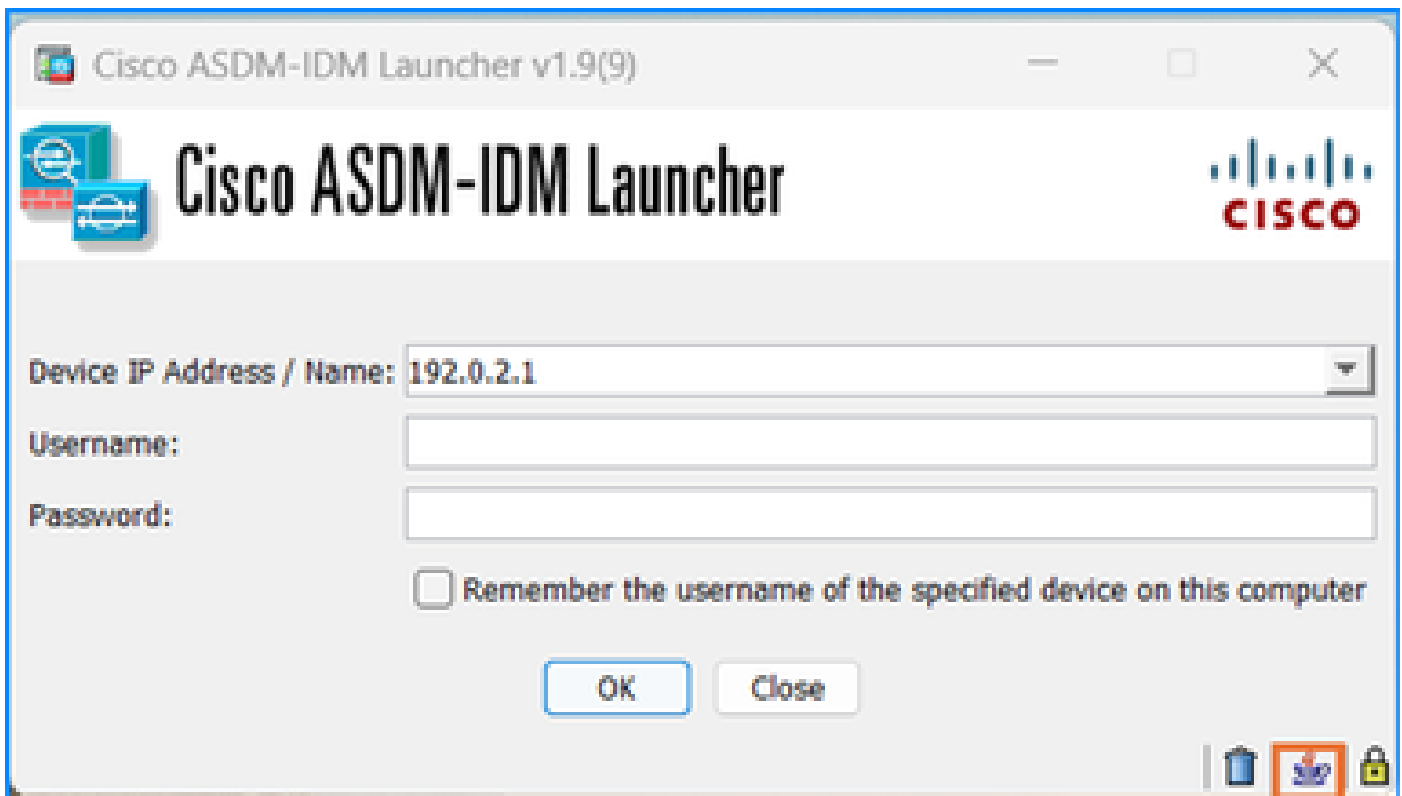 Cisco ASDM-IDM Launcher v1.9(9)
Cisco ASDM-IDM Launcher
CISCO
Device IP Address / Name: 192.0.2.1
Username:
Password:
Remember the username of the specified device on this computer
OK Close